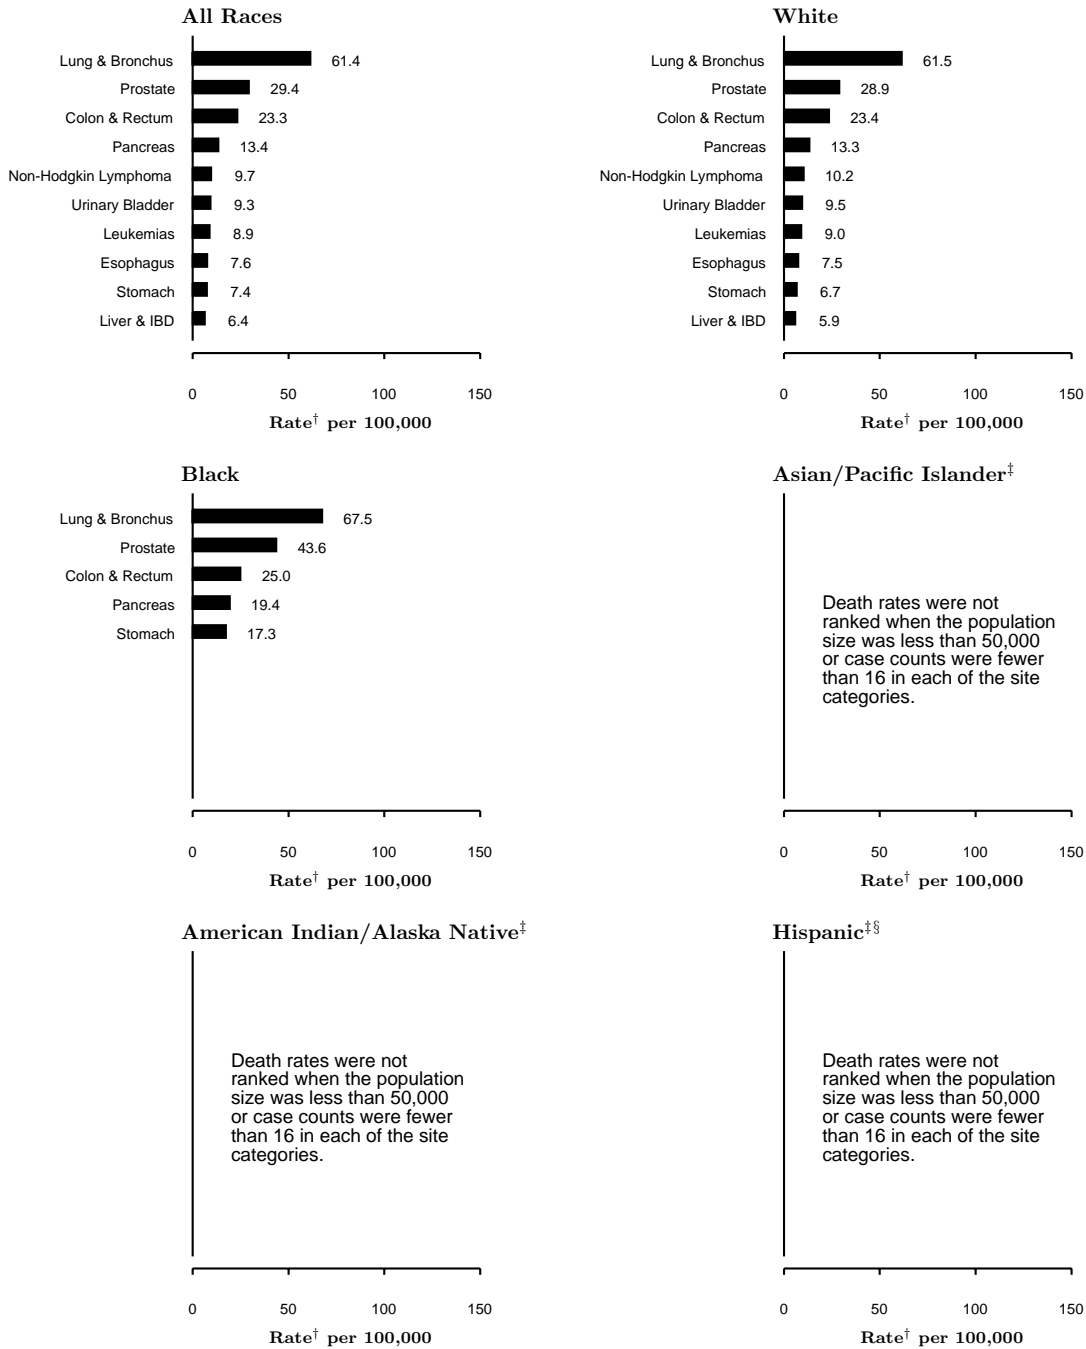 All Races
Lung & Bronchus 61.4
Prostate 29.4
Colon & Rectum 23.3
Pancreas 13.4
Non-Hodgkin Lymphoma 9.7
Urinary Bladder 9.3
Leukemias 8.9
Esophagus 7.6
Stomach 7.4
Liver & IBD 6.4
0 50 100 150
Rate† per 100,000
White
Lung & Bronchus 61.5
Prostate 28.9
Colon & Rectum 23.4
Pancreas 13.3
Non-Hodgkin Lymphoma 10.2
Urinary Bladder 9.5
Leukemias 9.0
Esophagus 7.5
Stomach 6.7
Liver & IBD 5.9
0 50 100 150
Rate† per 100,000
Black
Lung & Bronchus 67.5
Prostate 43.6
Colon & Rectum 25.0
Pancreas 19.4
Stomach 17.3
0 50 100 150
Rate† per 100,000
Asian/Pacific Islander‡
Death rates were not
ranked when the population
size was less than 50,000
or case counts were fewer
than 16 in each of the site
categories.
0 50 100 150
Rate† per 100,000
American Indian/Alaska Native‡
Death rates were not
ranked when the population
size was less than 50,000
or case counts were fewer
than 16 in each of the site
categories.
0 50 100 150
Rate† per 100,000
Hispanic‡§
Death rates were not
ranked when the population
size was less than 50,000
or case counts were fewer
than 16 in each of the site
categories.
0 50 100 150
Rate† per 100,000